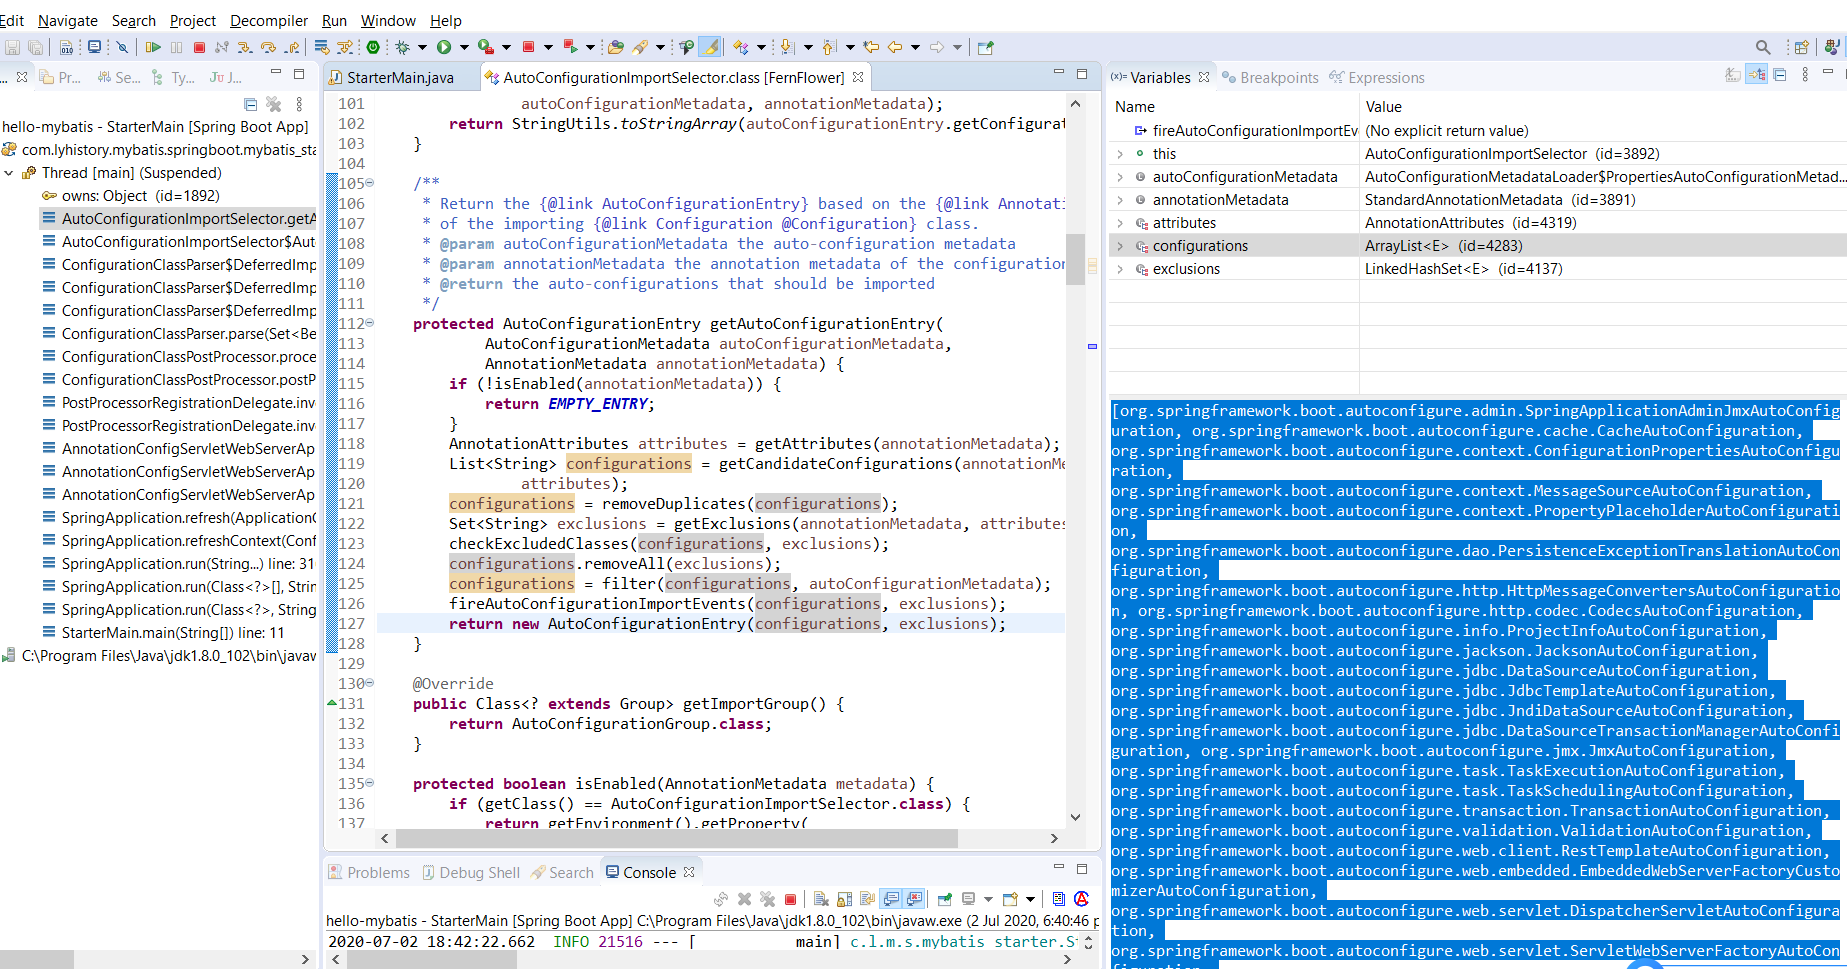 Edit Navigate Search Project Decompiler Run Window Help
... Pr... Se... Ty... Ju J...
hello-mybatis - StarterMain [Spring Boot App]
com.lyhistory.mybatis.springboot.mybatis_sta
Thread [main] (Suspended)
owns: Object (id=1892)
AutoConfigurationImportSelector.getA
AutoConfigurationImportSelector$Aut
ConfigurationClassParser$DeferredImp
ConfigurationClassParser$DeferredImp
ConfigurationClassParser$DeferredImp
ConfigurationClassParser.parse(Set<Be
ConfigurationClassPostProcessor.proce
ConfigurationClassPostProcessor.postP
PostProcessorRegistrationDelegate.inv
PostProcessorRegistrationDelegate.inv
AnnotationConfigServletWebServerAp
AnnotationConfigServletWebServerAp
AnnotationConfigServletWebServerAp
SpringApplication.refresh(Application
SpringApplication.refreshContext(Conf
SpringApplication.run(String...) line: 31
SpringApplication.run(Class<?>[], Strin
SpringApplication.run(Class<?>, String
StarterMain.main(String[]) line: 11
C:\Program Files\Java\jdk1.8.0_102\bin\javaw
StarterMain.java AutoConfigurationImportSelector.class [FernFlower]
101 autoConfigurationMetadata, annotationMetadata);
102 return StringUtils.toStringArray(autoConfigurationEntry.getConfigurat
103 }
104
105 /**
106 * Return the {@link AutoConfigurationEntry} based on the {@link Annotati
107 * of the importing {@link Configuration @Configuration} class.
108 * @param autoConfigurationMetadata the auto-configuration metadata
109 * @param annotationMetadata the annotation metadata of the configuration
110 * @return the auto-configurations that should be imported
111 */
112 protected AutoConfigurationEntry getAutoConfigurationEntry(
113 AutoConfigurationMetadata autoConfigurationMetadata,
114 AnnotationMetadata annotationMetadata) {
115 if (!isEnabled(annotationMetadata)) {
116 return EMPTY_ENTRY;
117 }
118 AnnotationAttributes attributes = getAttributes(annotationMetadata);
119 List<String> configurations = getCandidateConfigurations(annotationMe
120 attributes);
121 configurations = removeDuplicates(configurations);
122 Set<String> exclusions = getExclusions(annotationMetadata, attributes
123 checkExcludedClasses(configurations, exclusions);
124 configurations.removeAll(exclusions);
125 configurations = filter(configurations, autoConfigurationMetadata);
126 fireAutoConfigurationImportEvents(configurations, exclusions);
127 return new AutoConfigurationEntry(configurations, exclusions);
128 }
129
130 @Override
131 public Class<? extends Group> getImportGroup() {
132 return AutoConfigurationGroup.class;
133 }
134
135 protected boolean isEnabled(AnnotationMetadata metadata) {
136 if (getClass() == AutoConfigurationImportSelector.class) {
137 return getEnvironment().getProperty(
Problems Debug Shell Search Console
hello-mybatis - StarterMain [Spring Boot App] C:\Program Files\Java\jdk1.8.0_102\bin\javaw.exe (2 Jul 2020, 6:40:46 p
2020-07-02 18:42:22.662 INFO 21516 --- [ main] c.l.m.s.mybatis_starter.St
(x)= Variables Breakpoints Expressions
Name Value
fireAutoConfigurationImportEv (No explicit return value)
this AutoConfigurationImportSelector (id=3892)
autoConfigurationMetadata AutoConfigurationMetadataLoader$PropertiesAutoConfigurationMetad...
annotationMetadata StandardAnnotationMetadata (id=3891)
attributes AnnotationAttributes (id=4319)
configurations ArrayList<E> (id=4283)
exclusions LinkedHashSet<E> (id=4137)
[org.springframework.boot.autoconfigure.admin.SpringApplicationAdminJmxAutoConfig
uration, org.springframework.boot.autoconfigure.cache.CacheAutoConfiguration,
org.springframework.boot.autoconfigure.context.ConfigurationPropertiesAutoConfigu
ration,
org.springframework.boot.autoconfigure.context.MessageSourceAutoConfiguration,
org.springframework.boot.autoconfigure.context.PropertyPlaceholderAutoConfigurati
on,
org.springframework.boot.autoconfigure.dao.PersistenceExceptionTranslationAutoCon
figuration,
org.springframework.boot.autoconfigure.http.HttpMessageConvertersAutoConfiguratio
n, org.springframework.boot.autoconfigure.http.codec.CodecsAutoConfiguration,
org.springframework.boot.autoconfigure.info.ProjectInfoAutoConfiguration,
org.springframework.boot.autoconfigure.jackson.JacksonAutoConfiguration,
org.springframework.boot.autoconfigure.jdbc.DataSourceAutoConfiguration,
org.springframework.boot.autoconfigure.jdbc.JdbcTemplateAutoConfiguration,
org.springframework.boot.autoconfigure.jdbc.JndiDataSourceAutoConfiguration,
org.springframework.boot.autoconfigure.jdbc.DataSourceTransactionManagerAutoConfi
guration, org.springframework.boot.autoconfigure.jmx.JmxAutoConfiguration,
org.springframework.boot.autoconfigure.task.TaskExecutionAutoConfiguration,
org.springframework.boot.autoconfigure.task.TaskSchedulingAutoConfiguration,
org.springframework.boot.autoconfigure.transaction.TransactionAutoConfiguration,
org.springframework.boot.autoconfigure.validation.ValidationAutoConfiguration,
org.springframework.boot.autoconfigure.web.client.RestTemplateAutoConfiguration,
org.springframework.boot.autoconfigure.web.embedded.EmbeddedWebServerFactoryCusto
mizerAutoConfiguration,
org.springframework.boot.autoconfigure.web.servlet.DispatcherServletAutoConfigura
tion,
org.springframework.boot.autoconfigure.web.servlet.ServletWebServerFactoryAutoCon